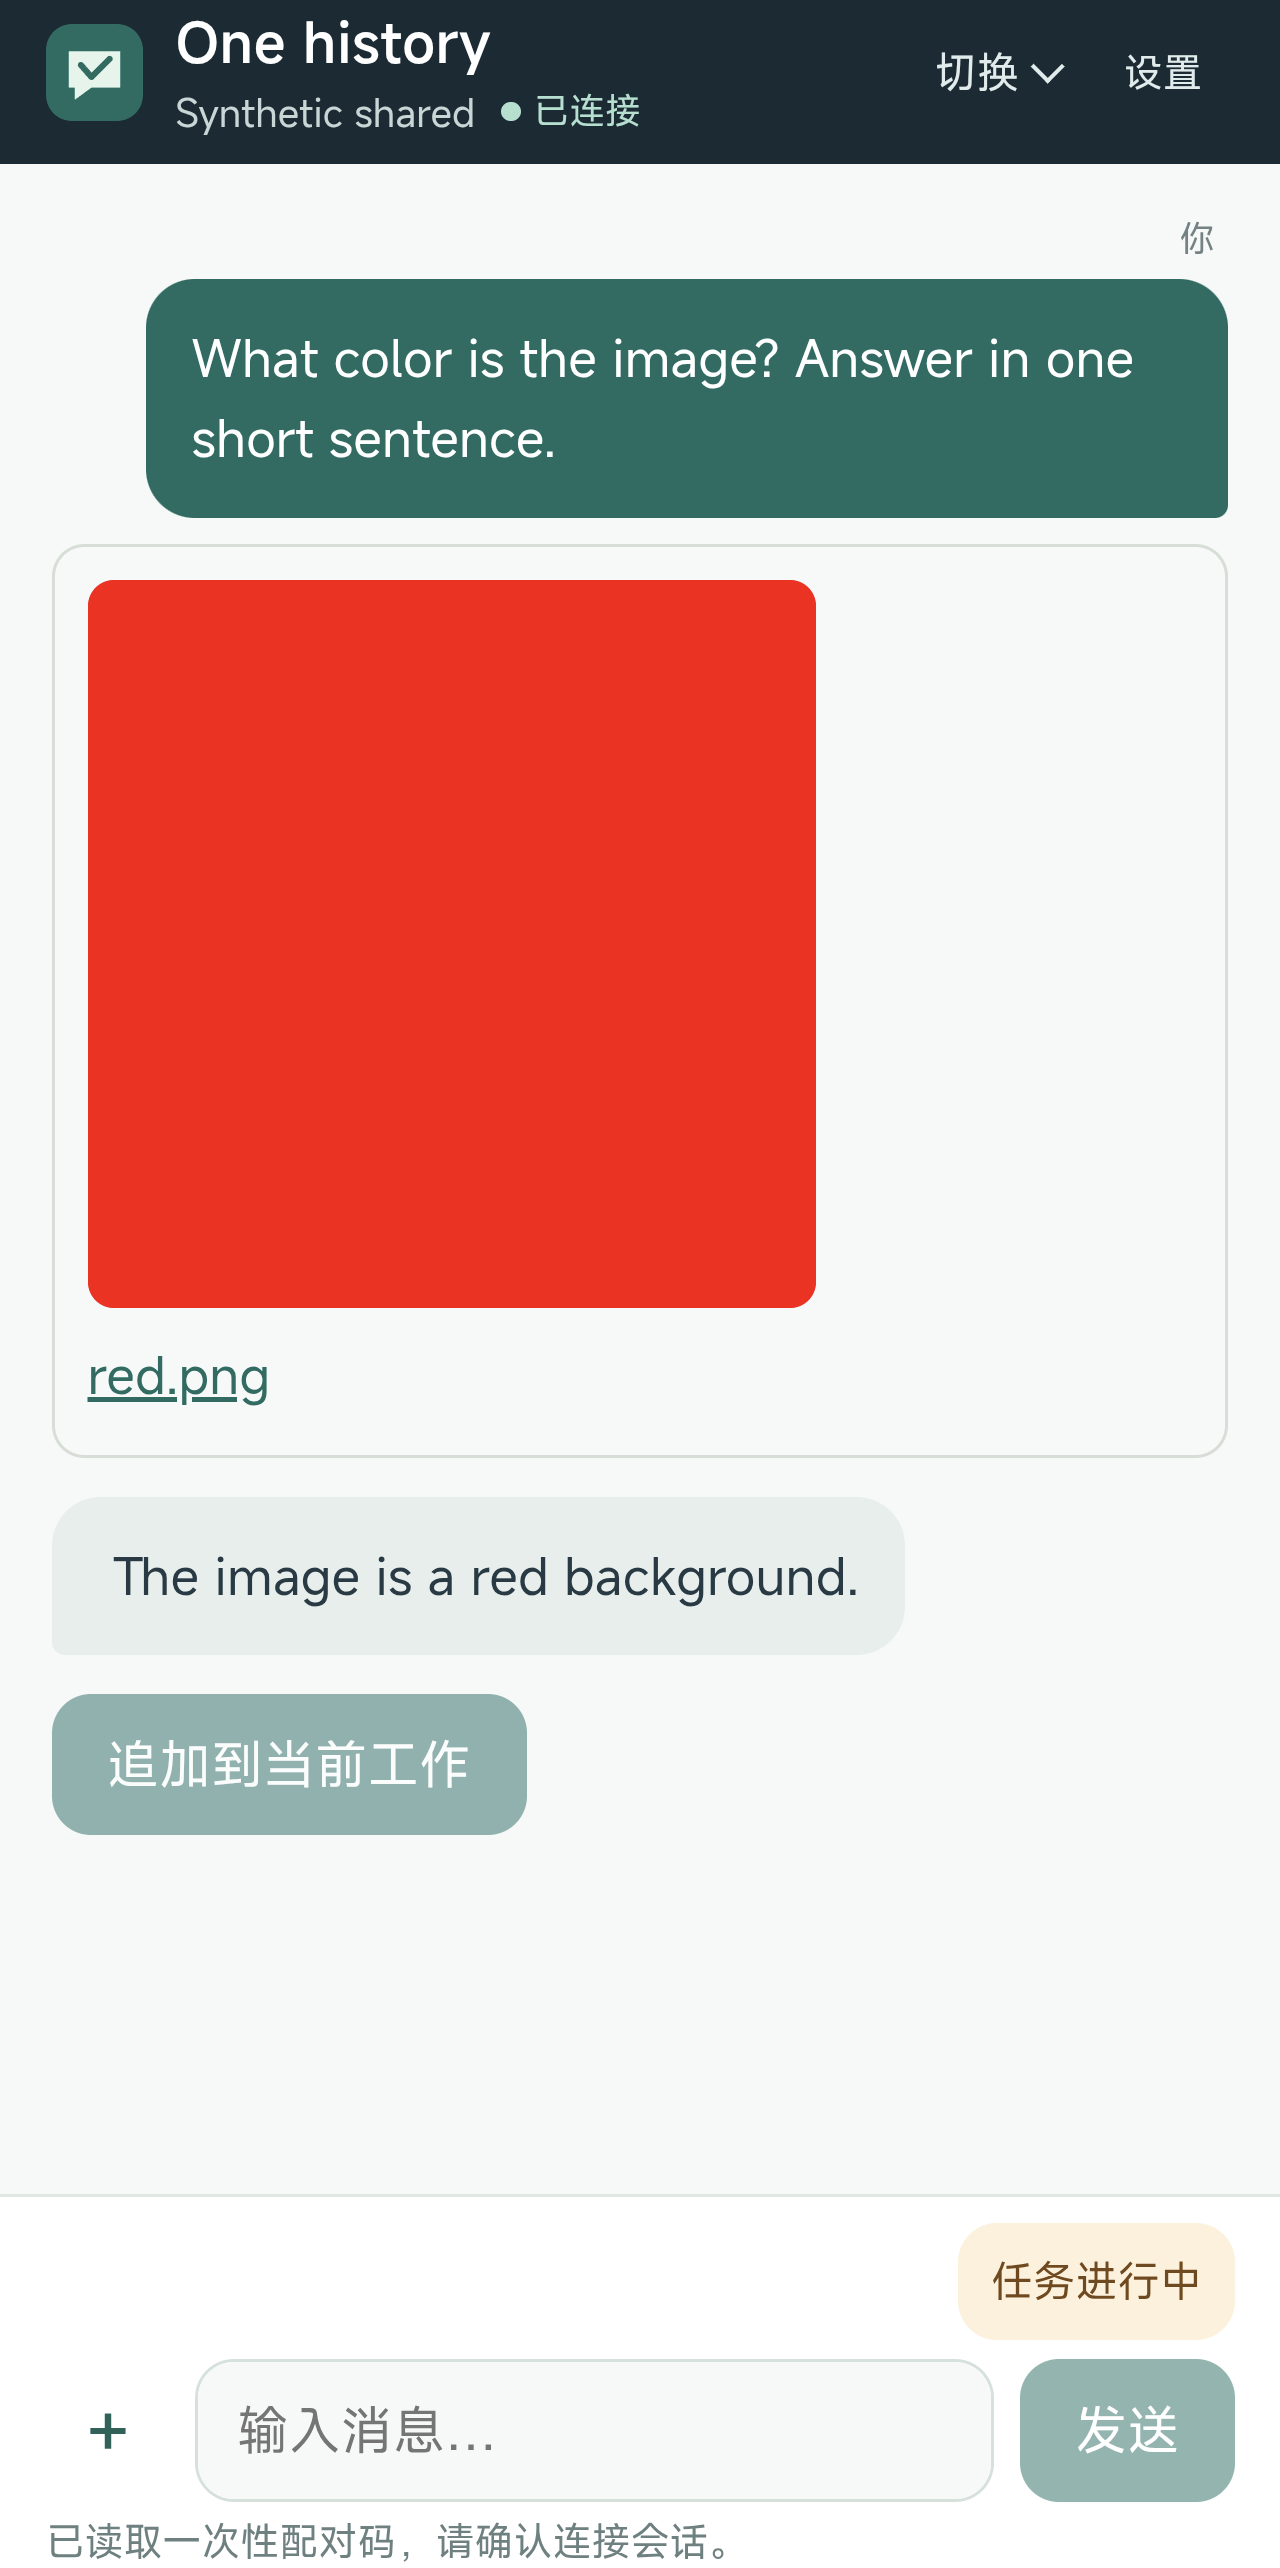 One history
Synthetic shared 已连接
切换 设置
你
What color is the image? Answer in one
short sentence.
red.png
The image is a red background.
追加到当前工作
任务进行中
+ 输入消息... 发送
已读取一次性配对码，请确认连接会话。